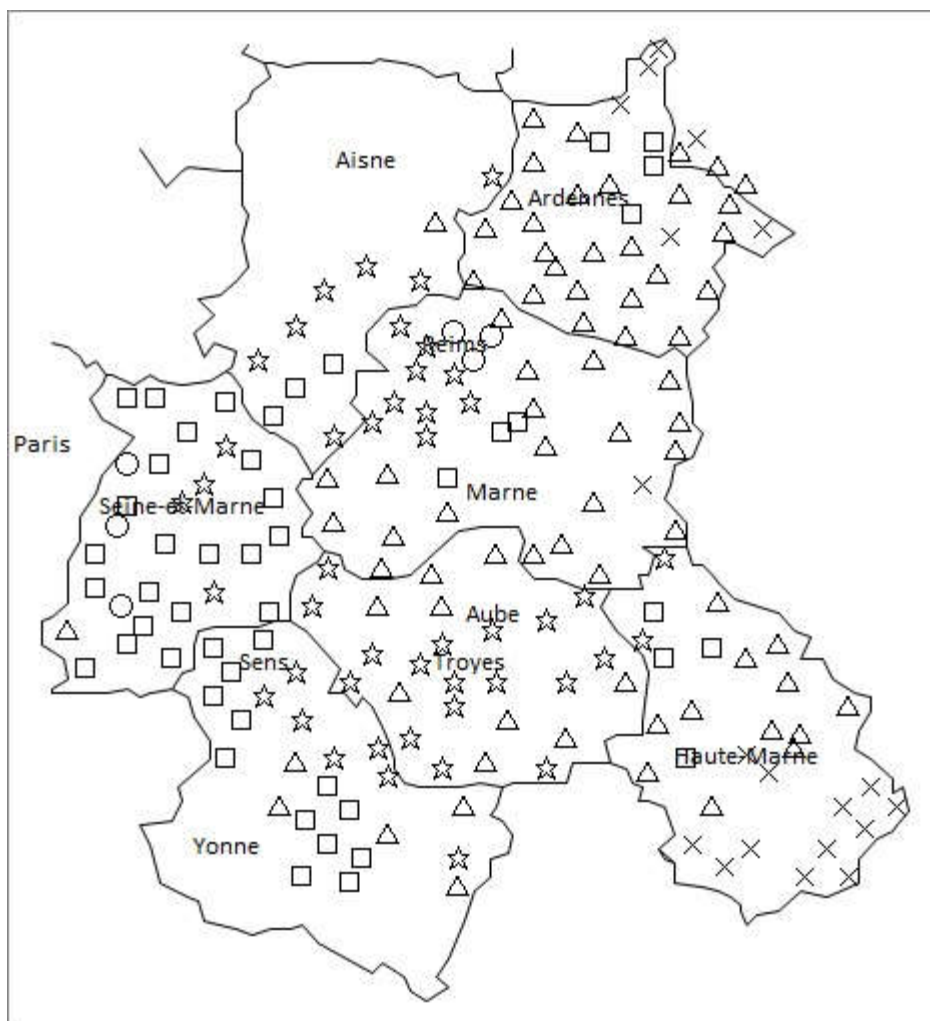 Aisne
Ardennes
Reims
Paris
Marne
Seine-et-Marne
Aube
Sens
Troyes
Haute-Marne
Yonne